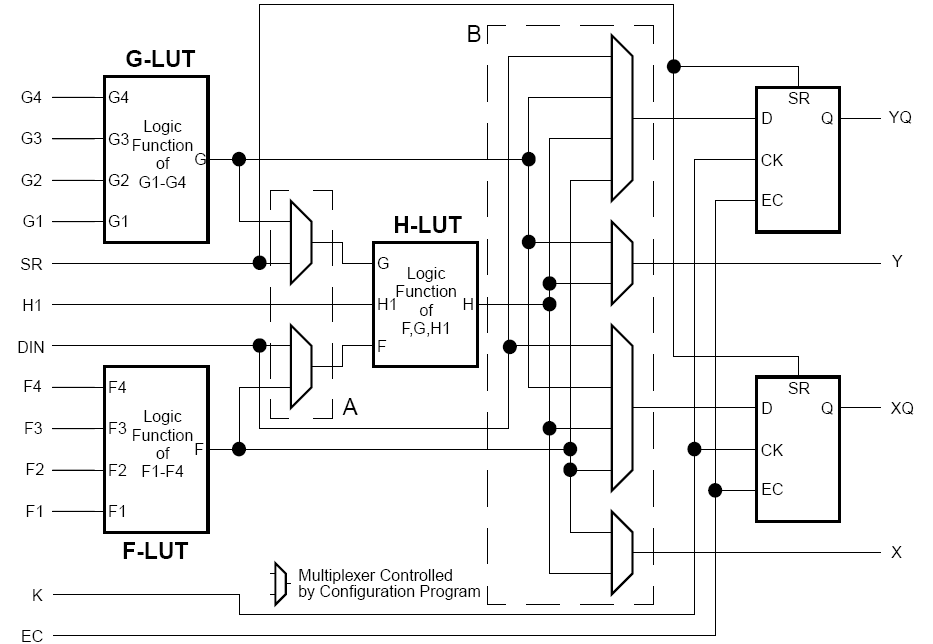 B
G-LUT
SR
G4
G4
Logic
Function
of
G1-G4
D
Q
YQ
G3
G3
G
CK
G2
G2
EC
G1
G1
H-LUT
SR
G
Logic
Function
of
F,G,H1
Y
H1
H1
H
DIN
F
SR
F4
F4
Logic
Function
of
F1-F4
A
D
Q
XQ
F3
F3
F
CK
F2
F2
EC
F1
F1
F-LUT
X
Multiplexer Controlled
by Configuration Program
K
EC